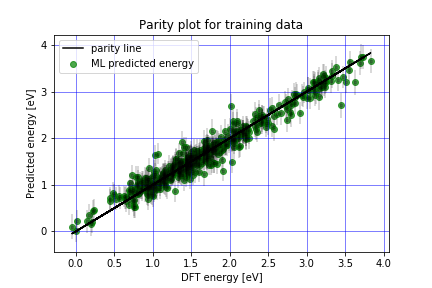 Parity plot for training data
parity line
ML predicted energy
Predicted energy [eV]
4
3
2
1
0
0.0 0.5 1.0 1.5 2.0 2.5 3.0 3.5 4.0
DFT energy [eV]